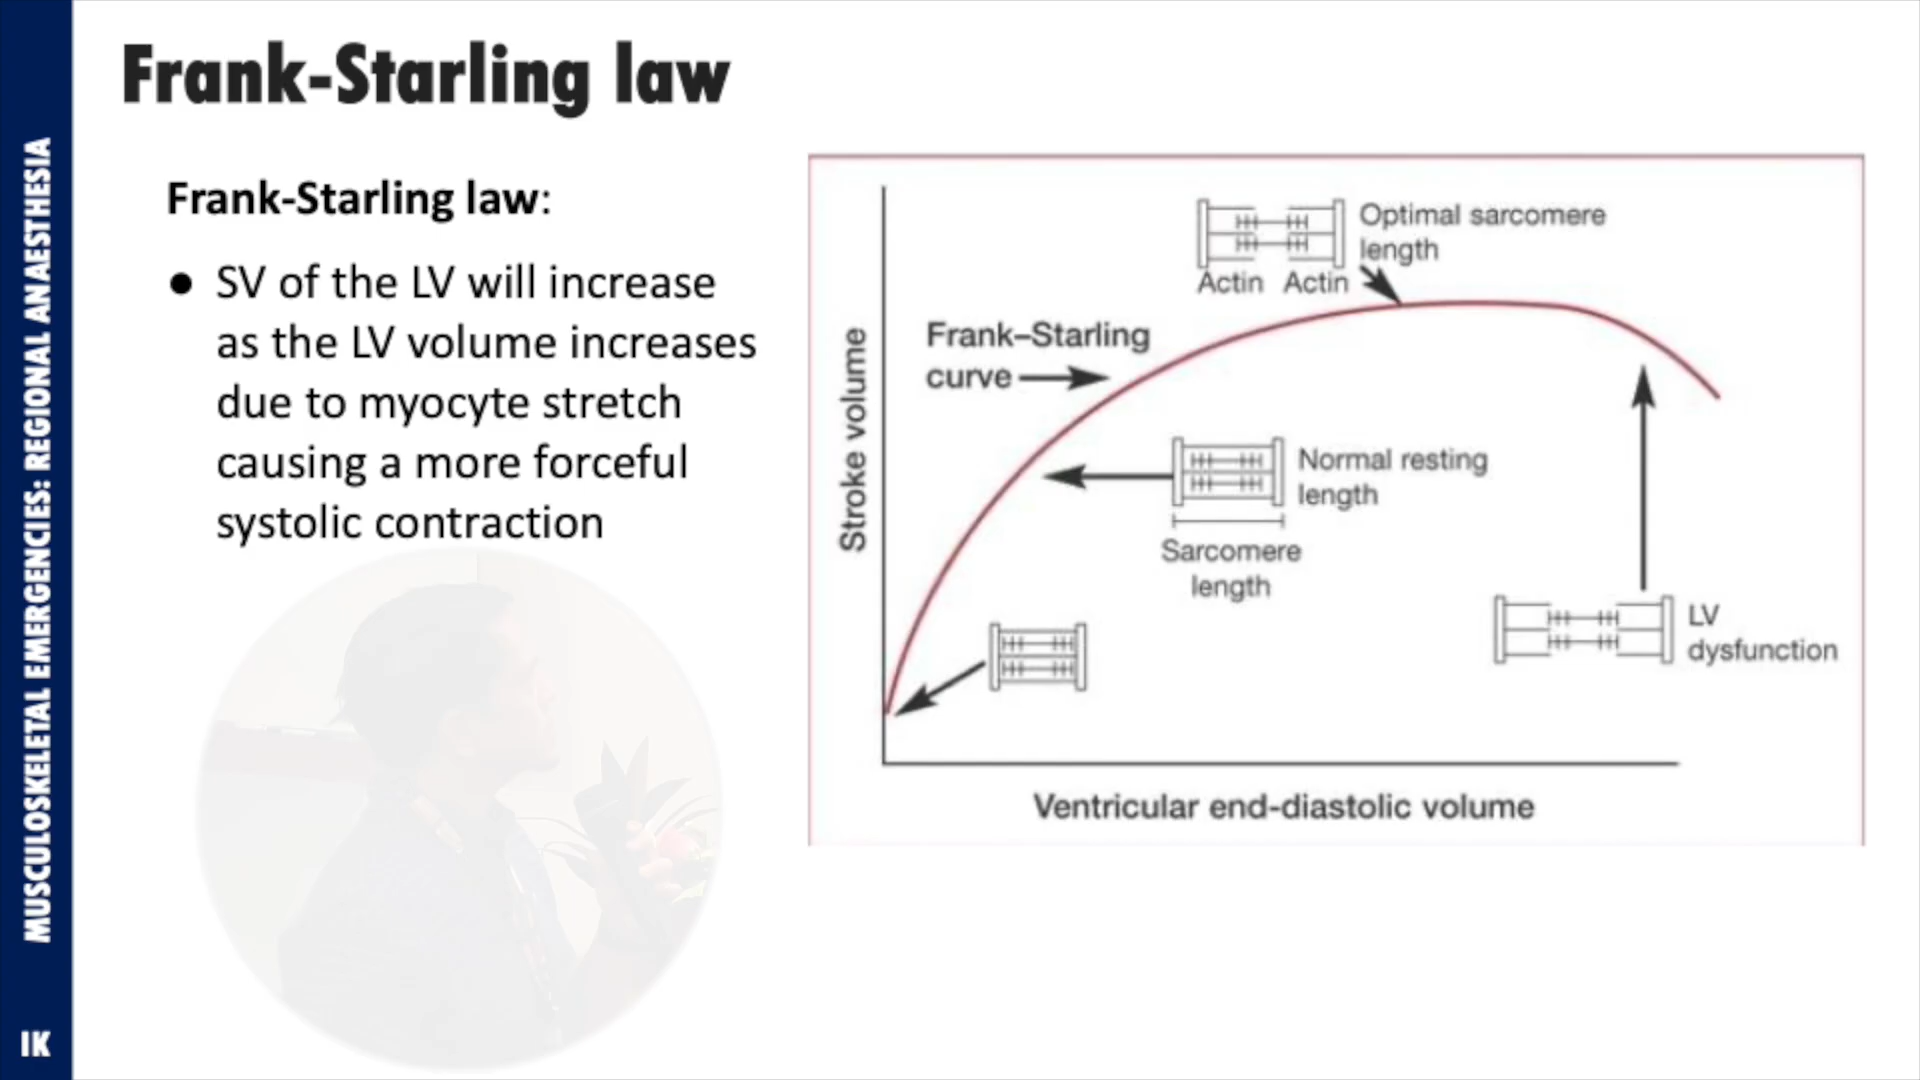 Frank-Starling law
Frank-Starling law:
● SV of the LV will increase
as the LV volume increases
due to myocyte stretch
causing a more forceful
systolic contraction
Optimal sarcomere
length
Actin Actin
Frank–Starling
curve
Stroke volume
Normal resting
length
Sarcomere
length
LV
dysfunction
Ventricular end-diastolic volume
MUSCULOSKELETAL EMERGENCIES: REGIONAL ANAESTHESIA
IK